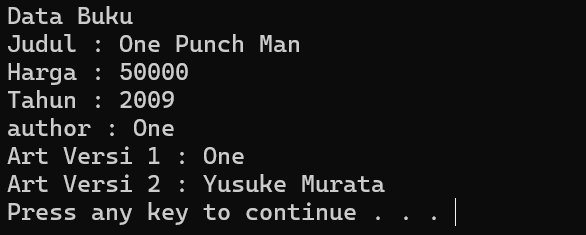 Data Buku
Judul : One Punch Man
Harga : 50000
Tahun : 2009
author : One
Art Versi 1 : One
Art Versi 2 : Yusuke Murata
Press any key to continue . . .